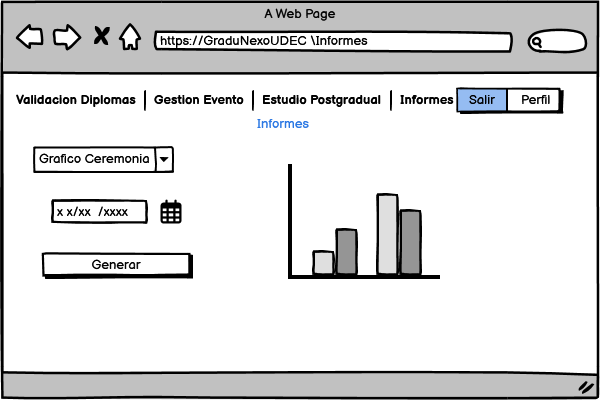 A Web Page
https://GraduNexoUDEC \Informes
Validacion Diplomas Gestion Evento Estudio Postgradual Informes Salir Perfil
Informes
Grafico Ceremonia
x x/xx /xxxx
Generar